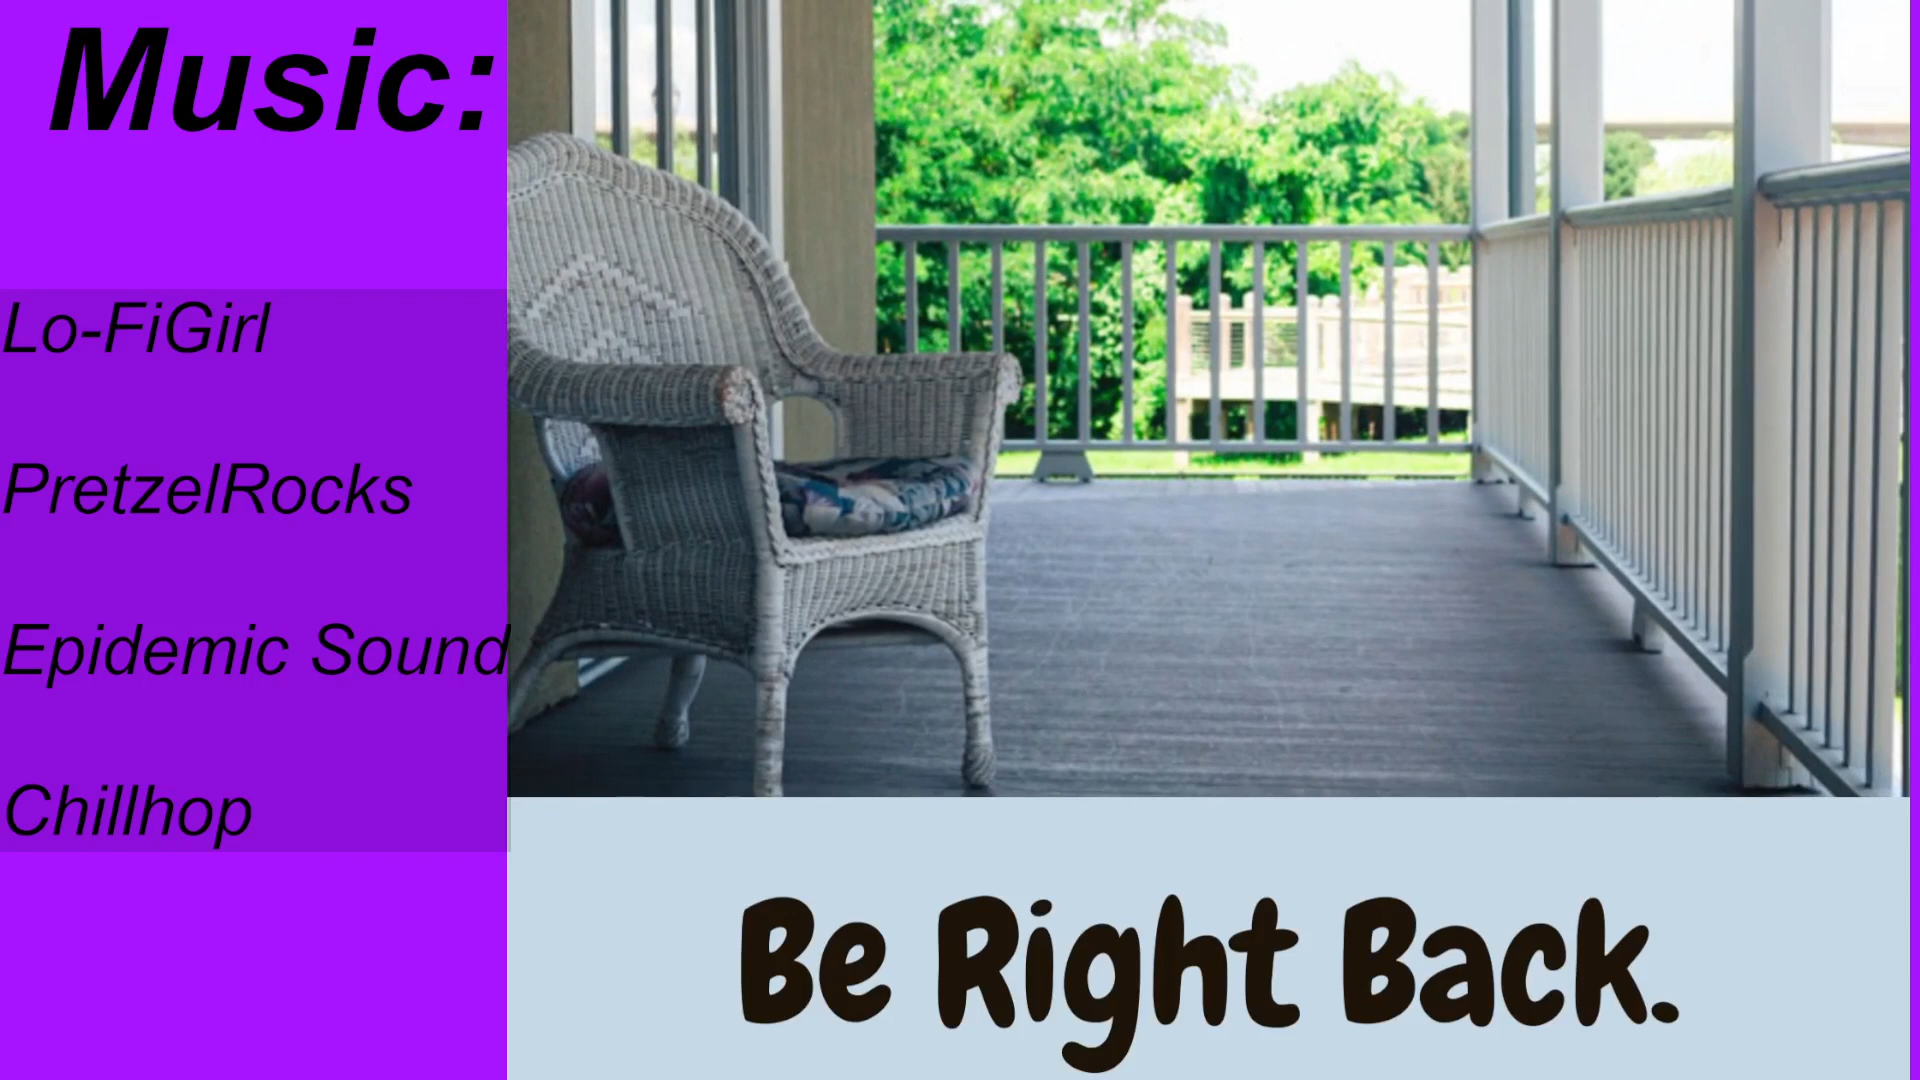 Music:
Lo-FiGirl
PretzelRocks
Epidemic Sound
Chillhop
Be Right Back.